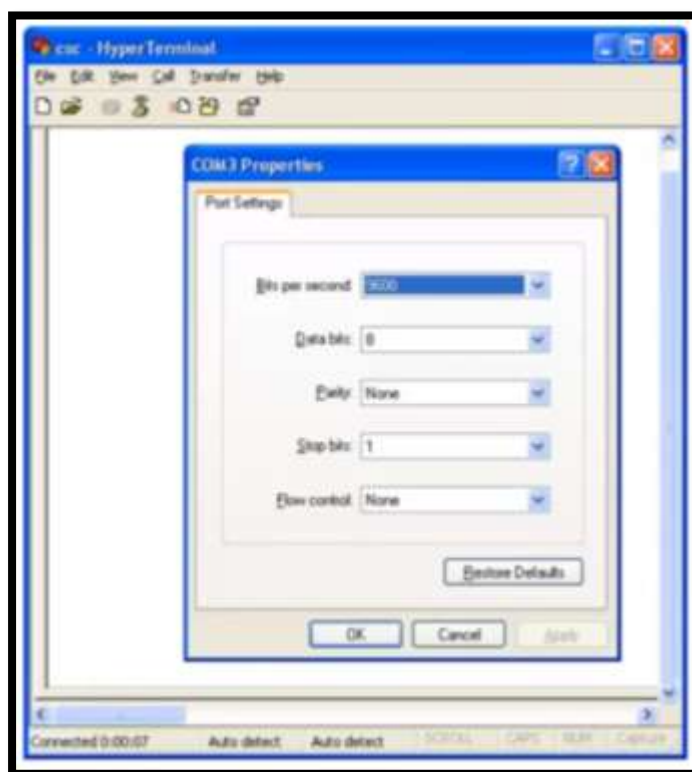 csc - HyperTerminal
File Edit View Call Transfer Help
COM3 Properties
Port Settings
Bits per second: 9600
Data bits: 8
Parity: None
Stop bits: 1
Flow control: None
Restore Defaults
OK Cancel Apply
Connected 0:00:07 Auto detect Auto detect SCROLL CAPS NUM Capture